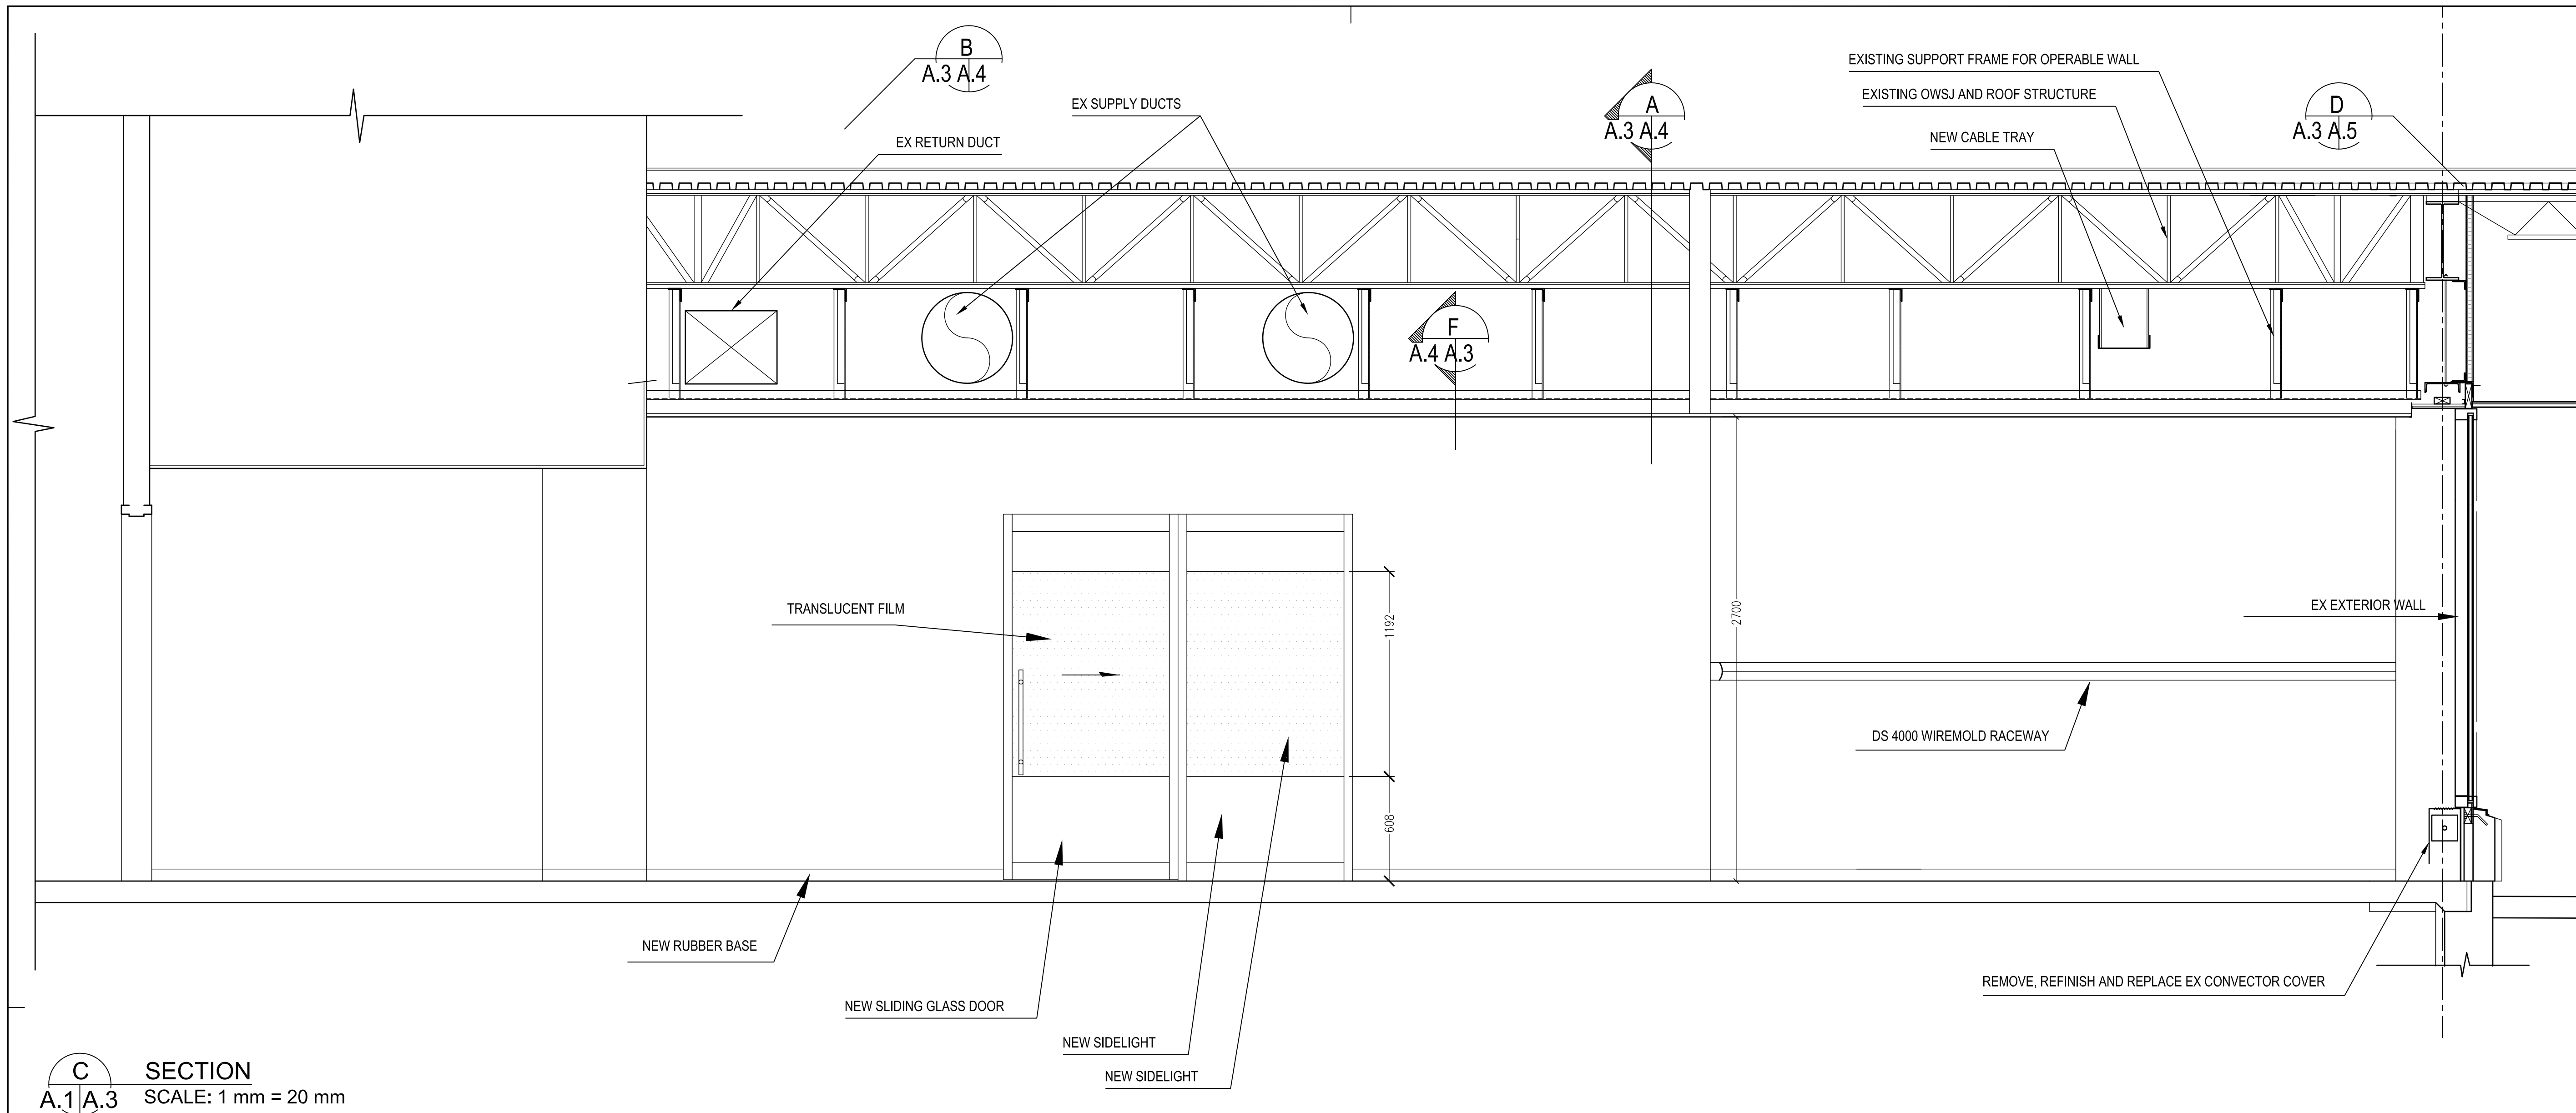 B
A.3 A.4
EX SUPPLY DUCTS
EX RETURN DUCT
A
A.3 A.4
EXISTING SUPPORT FRAME FOR OPERABLE WALL
EXISTING OWSJ AND ROOF STRUCTURE
NEW CABLE TRAY
D
A.3 A.5
F
A.4 A.3
TRANSLUCENT FILM
1192
2700
EX EXTERIOR WALL
DS 4000 WIREMOLD RACEWAY
608
NEW RUBBER BASE
NEW SLIDING GLASS DOOR
NEW SIDELIGHT
NEW SIDELIGHT
REMOVE, REFINISH AND REPLACE EX CONVECTOR COVER
C
A.1 A.3
SECTION
SCALE: 1 mm = 20 mm